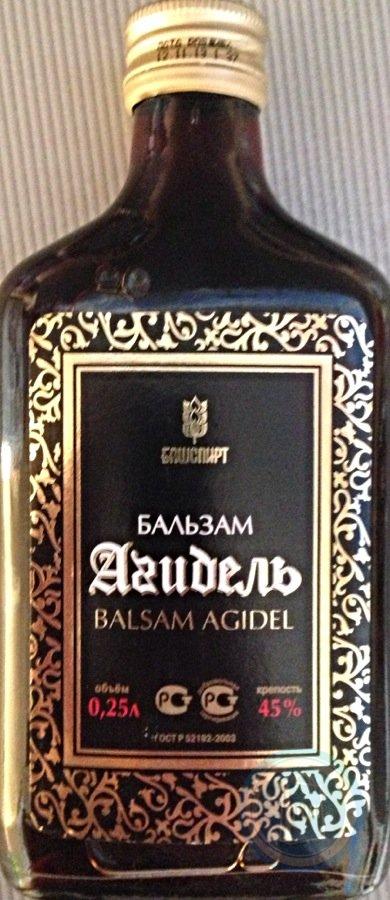 БАШСПИРТ
БАЛЬЗАМ
Агидель
BALSAM AGIDEL
объём
крепость
0,25л
45%
ГОСТ Р 52192-2003